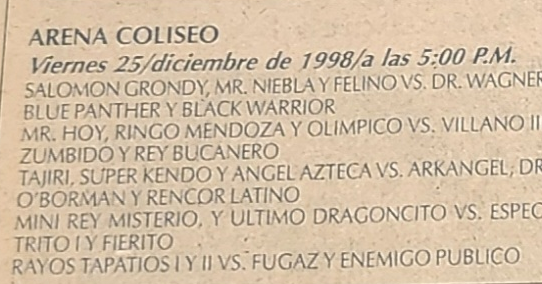 ARENA COLISEO
Viernes 25/diciembre de 1998/a las 5:00 P.M.
SALOMON GRONDY, MR. NIEBLA Y FELINO VS. DR. WAGNER
BLUE PANTHER Y BLACK WARRIOR
MR. HOY, RINGO MENDOZA Y OLIMPICO VS. VILLANO II
ZUMBIDO Y REY BUCANERO
TAJIRI, SUPER KENDO Y ANGEL AZTECA VS. ARKANGEL, DR
O'BORMAN Y RENCOR LATINO
MINI REY MISTERIO, Y ULTIMO DRAGONCITO VS. ESPEC
TRITO I Y FIERITO
RAYOS TAPATIOS I Y II VS. FUGAZ Y ENEMIGO PUBLICO